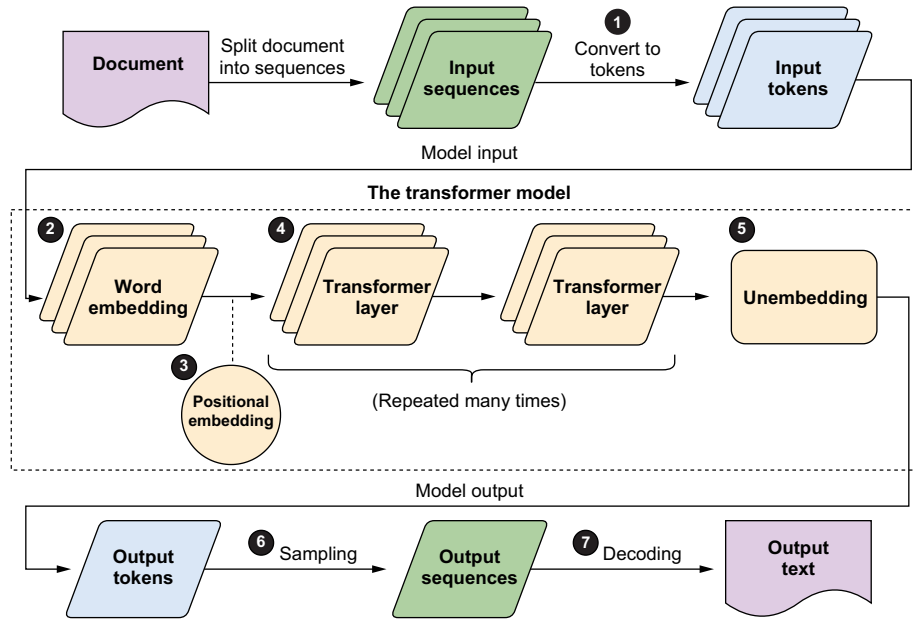 1
Split document
into sequences
Convert to
tokens
Document
Input
sequences
Input
tokens
Model input
The transformer model
2
4
5
Word
embedding
Transformer
layer
Transformer
layer
Unembedding
3
Positional
embedding
(Repeated many times)
Model output
Output
tokens
6
Sampling
Output
sequences
7
Decoding
Output
text